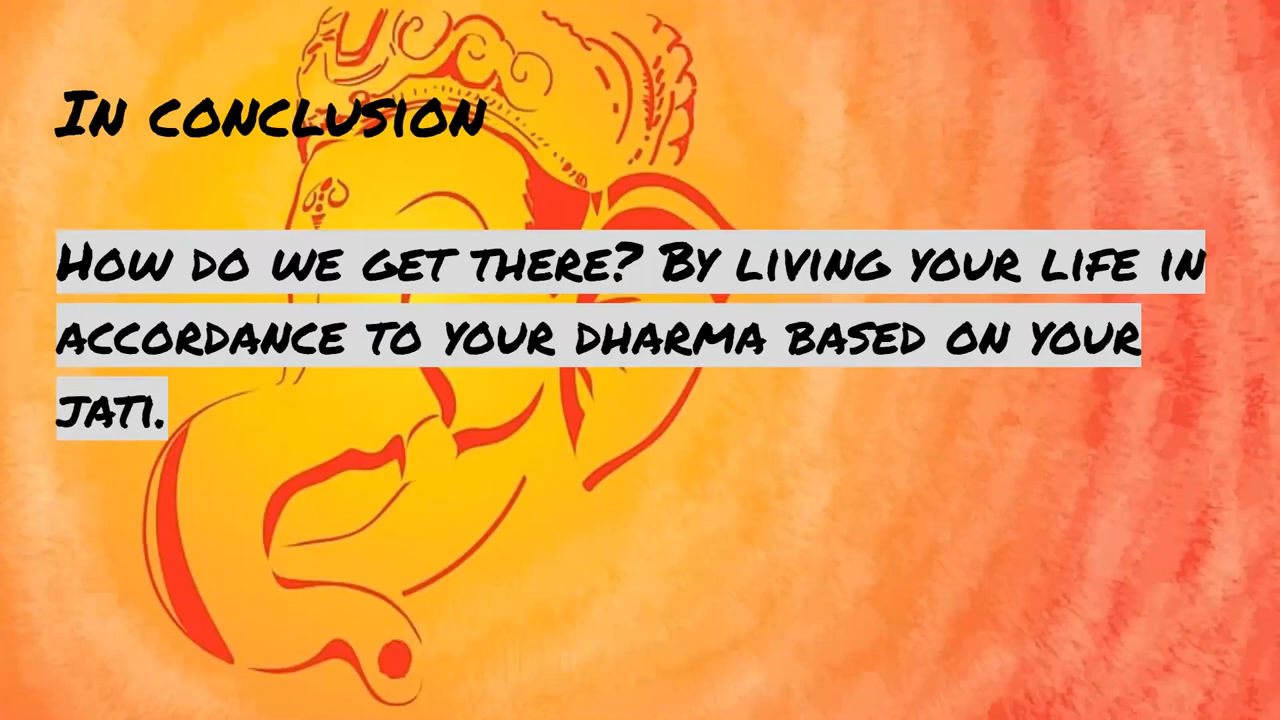 In conclusion
How do we get there? By living your life in
accordance to your dharma based on your
jati.